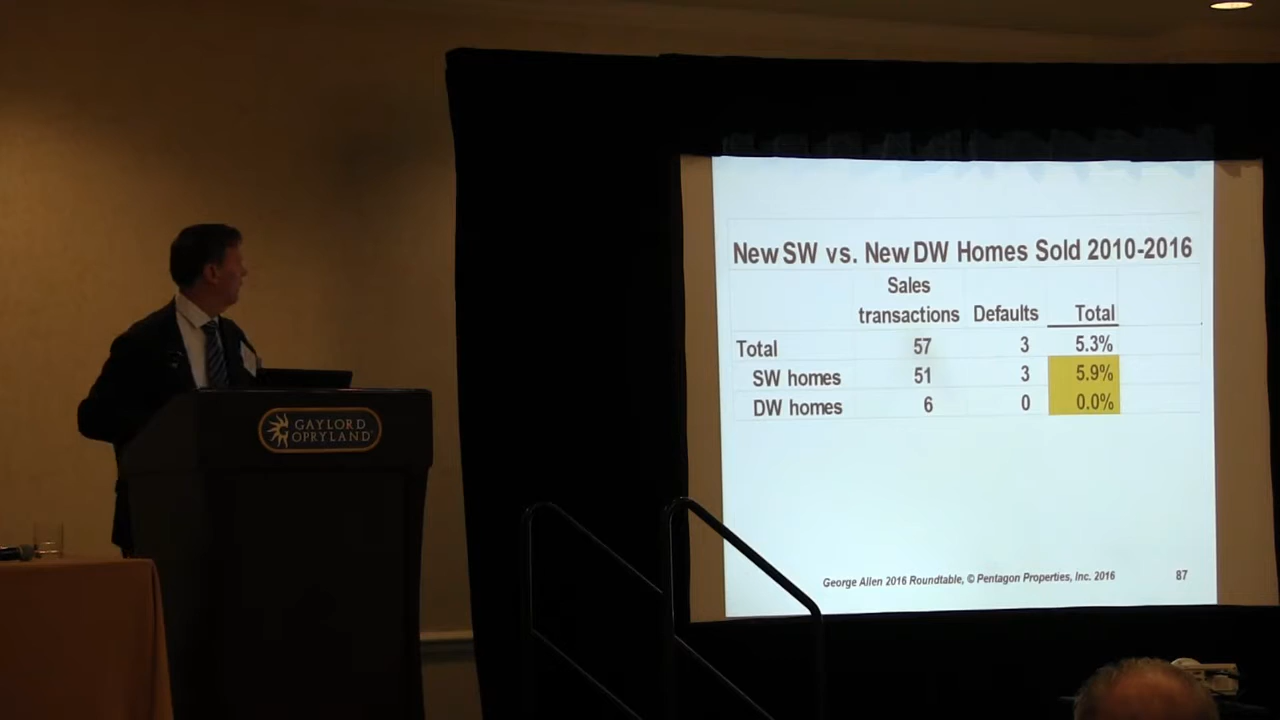 GAYLORD
OPRYLAND
New SW vs. New DW Homes Sold 2010-2016
Sales
transactions Defaults Total
Total 57 3 5.3%
SW homes 51 3 5.9%
DW homes 6 0 0.0%
George Allen 2016 Roundtable, © Pentagon Properties, Inc. 2016 87